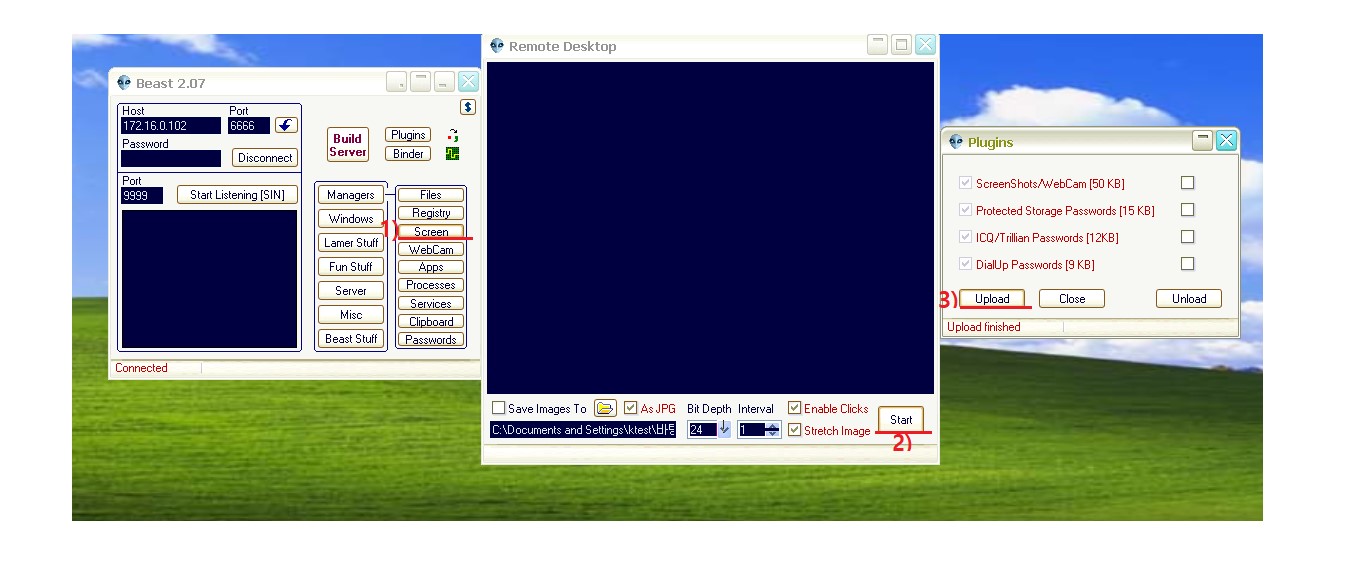 Beast 2.07
Host
Port
172.16.0.102
6666
Password
Disconnect
Port
9999
Start Listening [SIN]
Connected
$
Build
Server
Plugins
Binder
Managers
Windows
Lamer Stuff
Fun Stuff
Server
Misc
Beast Stuff
Files
Registry
1)
Screen
WebCam
Apps
Processes
Services
Clipboard
Passwords
Remote Desktop
Save Images To
As JPG
Bit Depth
Interval
Enable Clicks
C:\Documents and Settings\ktest\바
24
1
Stretch Image
Start
2)
Plugins
ScreenShots/WebCam [50 KB]
Protected Storage Passwords [15 KB]
ICQ/Trillian Passwords [12KB]
DialUp Passwords [9 KB]
3)
Upload
Close
Unload
Upload finished